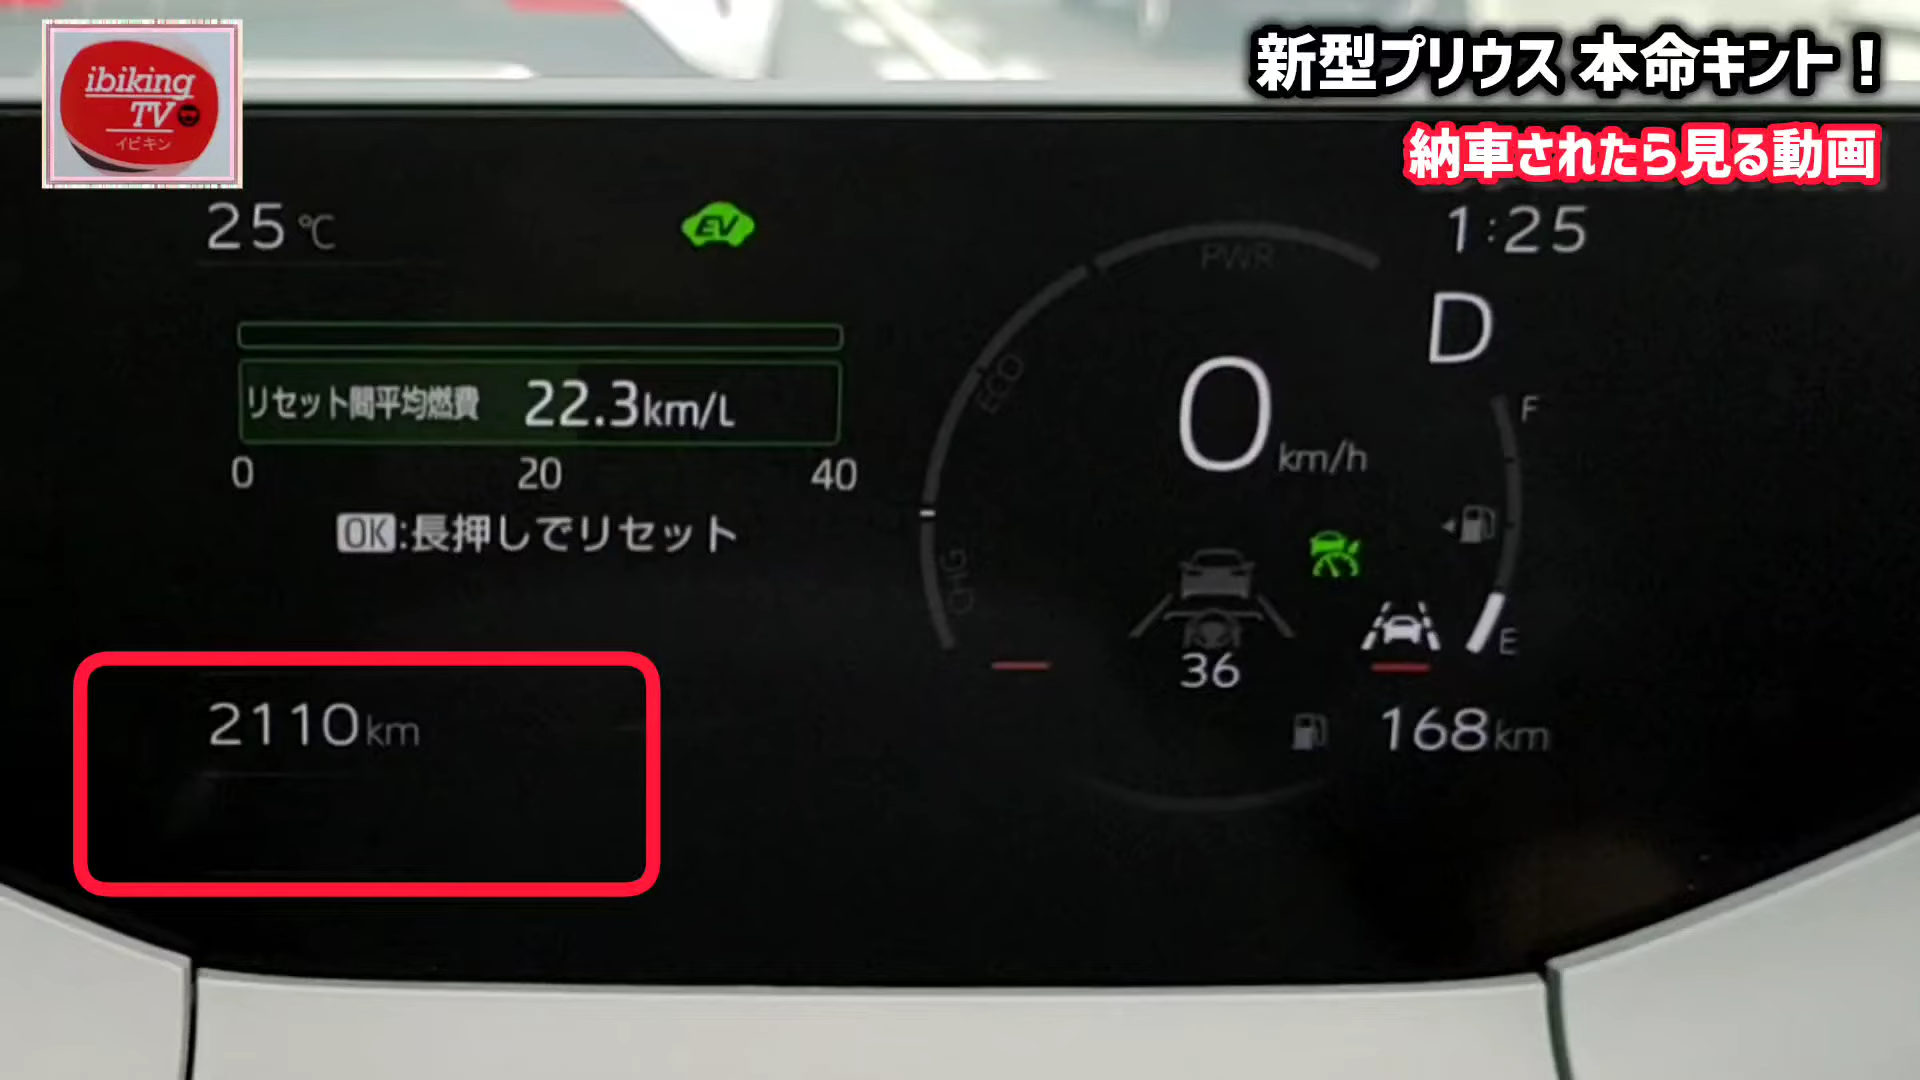 ibiking
TV
イビキン
新型プリウス 本命キント！
納車されたら見る動画
25℃
EV
1:25
PWR
D
ECO
リセット間平均燃費 22.3km/L
0 20 40
OK:長押しでリセット
0km/h
F
CHG
E
36
2110km
168km